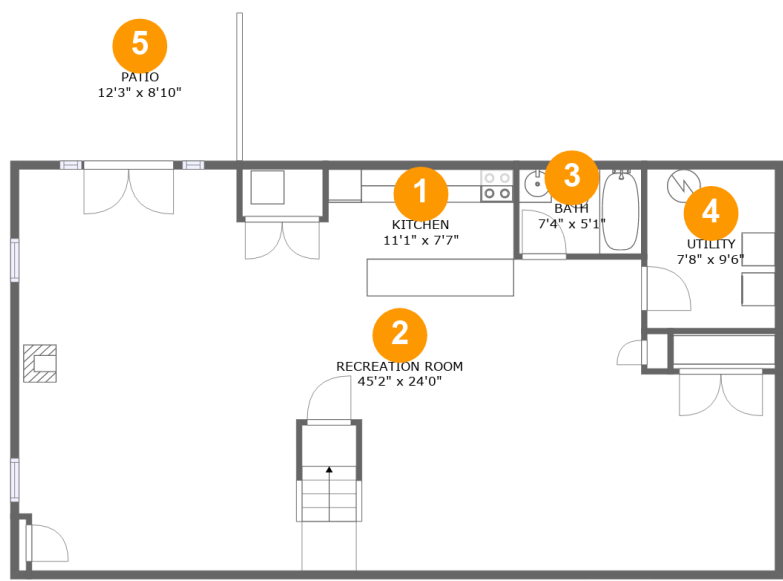 5
PATIO
12'3" x 8'10"
1
KITCHEN
11'1" x 7'7"
3
BATH
7'4" x 5'1"
4
UTILITY
7'8" x 9'6"
2
RECREATION ROOM
45'2" x 24'0"